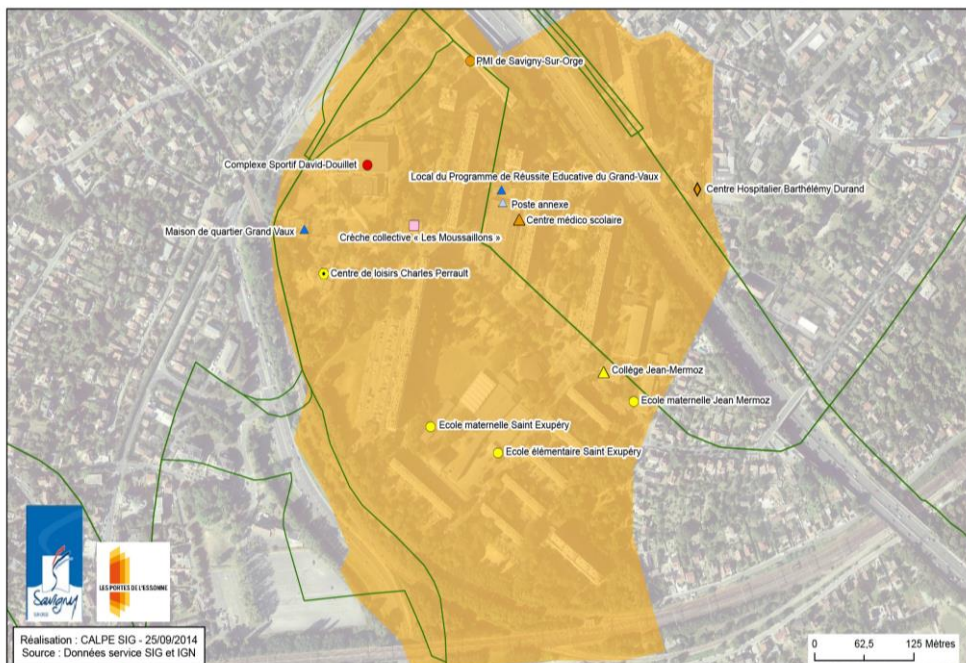 PMI de Savigny-Sur-Orge
Complexe Sportif David-Douillet
Local du Programme de Réussite Educative du Grand-Vaux
Centre Hospitalier Barthélémy Durand
Poste annexe
Centre médico scolaire
Maison de quartier Grand Vaux
Crèche collective « Les Moussaillons »
Centre de loisirs Charles Perrault
Collège Jean-Mermoz
Ecole maternelle Jean Mermoz
Ecole maternelle Saint Exupéry
Ecole élémentaire Saint Exupéry
Savigny
LES PORTES DE L'ESSONNE
Réalisation : CALPE SIG - 25/09/2014
Source : Données service SIG et IGN
0 62,5 125 Mètres